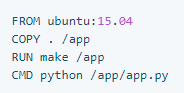 FROM ubuntu:15.04
COPY . /app
RUN make /app
CMD python /app/app.py